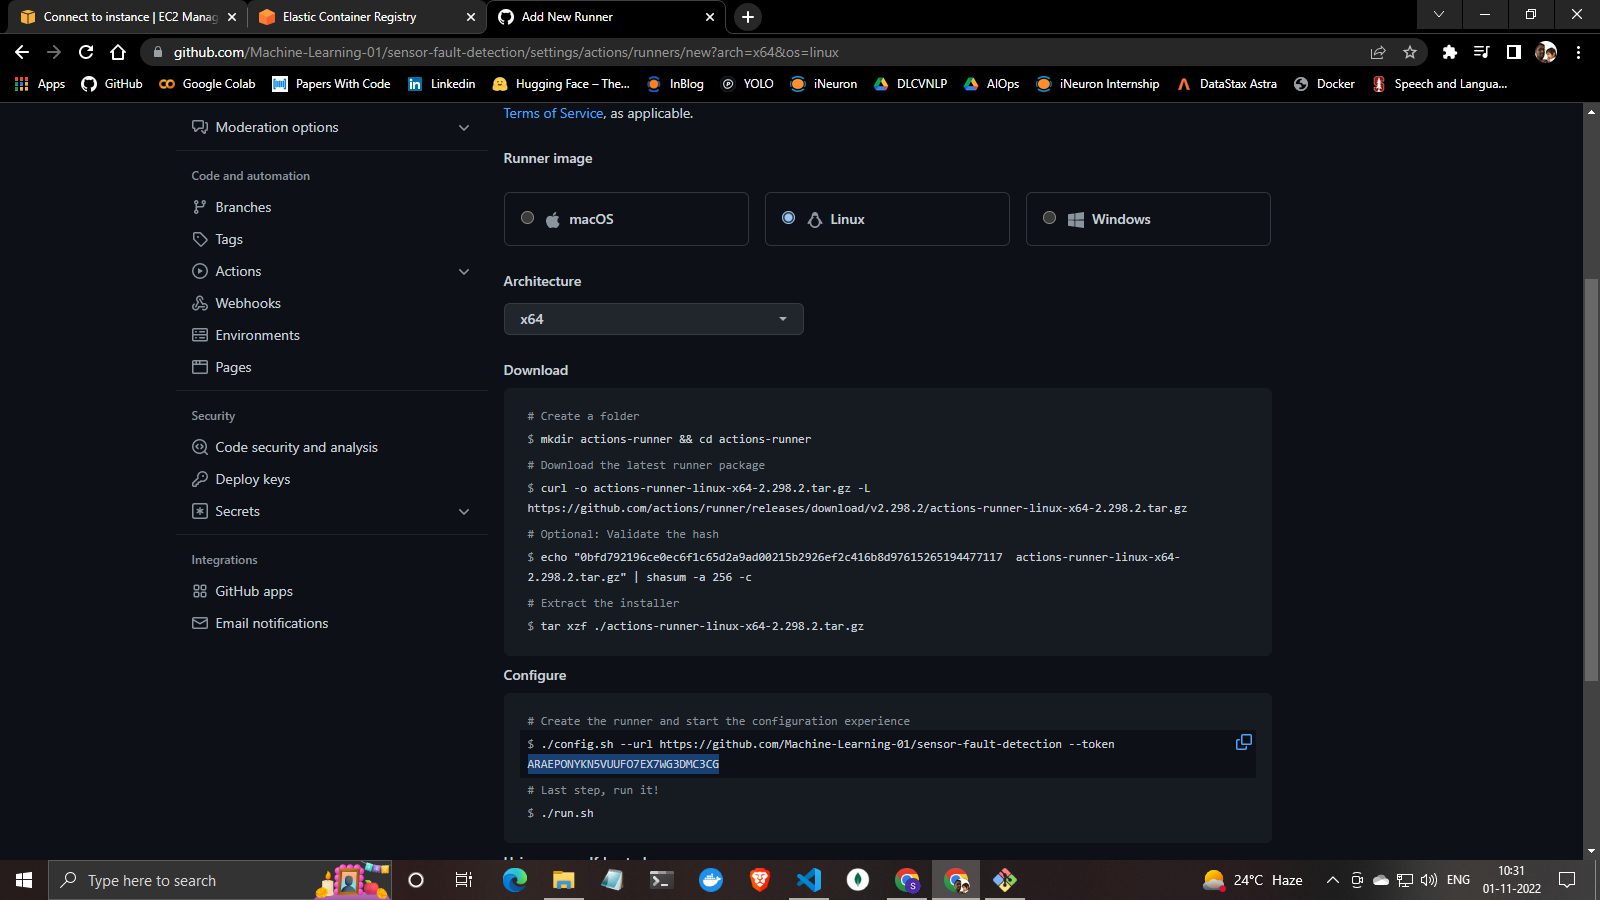 Connect to instance | EC2 Manag
Elastic Container Registry
Add New Runner
github.com/Machine-Learning-01/sensor-fault-detection/settings/actions/runners/new?arch=x64&os=linux
Apps
GitHub
Google Colab
Papers With Code
Linkedin
Hugging Face – The...
InBlog
YOLO
iNeuron
DLCVNLP
AIOps
iNeuron Internship
DataStax Astra
Docker
Speech and Langua...
Moderation options
Code and automation
Branches
Tags
Actions
Webhooks
Environments
Pages
Security
Code security and analysis
Deploy keys
Secrets
Integrations
GitHub apps
Email notifications
Terms of Service, as applicable.
Runner image
macOS
Linux
Windows
Architecture
x64
Download
# Create a folder
$ mkdir actions-runner && cd actions-runner
# Download the latest runner package
$ curl -o actions-runner-linux-x64-2.298.2.tar.gz -L
https://github.com/actions/runner/releases/download/v2.298.2/actions-runner-linux-x64-2.298.2.tar.gz
# Optional: Validate the hash
$ echo "0bfd792196ce0ec6f1c65d2a9ad00215b2926ef2c416b8d97615265194477117  actions-runner-linux-x64-
2.298.2.tar.gz" | shasum -a 256 -c
# Extract the installer
$ tar xzf ./actions-runner-linux-x64-2.298.2.tar.gz
Configure
# Create the runner and start the configuration experience
$ ./config.sh --url https://github.com/Machine-Learning-01/sensor-fault-detection --token
ARAEPONYKN5VUUFO7EX7WG3DMC3CG
# Last step, run it!
$ ./run.sh
Type here to search
24°C Haze
ENG
10:31
01-11-2022